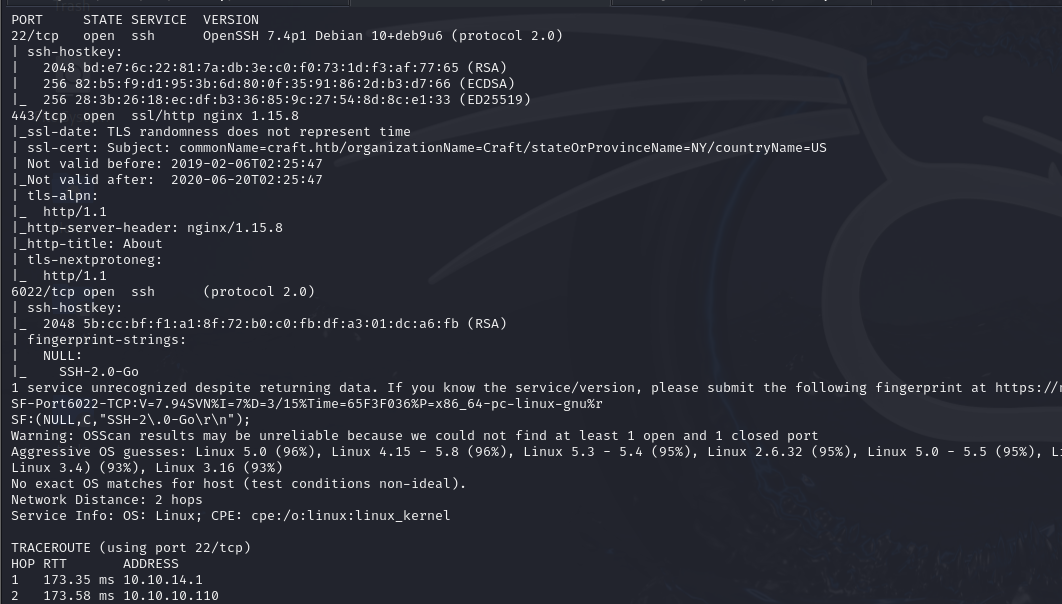 PORT     STATE SERVICE  VERSION
22/tcp   open  ssh      OpenSSH 7.4p1 Debian 10+deb9u6 (protocol 2.0)
| ssh-hostkey:
|   2048 bd:e7:6c:22:81:7a:db:3e:c0:f0:73:1d:f3:af:77:65 (RSA)
|   256 82:b5:f9:d1:95:3b:6d:80:0f:35:91:86:2d:b3:d7:66 (ECDSA)
|_  256 28:3b:26:18:ec:df:b3:36:85:9c:27:54:8d:8c:e1:33 (ED25519)
443/tcp  open  ssl/http nginx 1.15.8
|_ssl-date: TLS randomness does not represent time
| ssl-cert: Subject: commonName=craft.htb/organizationName=Craft/stateOrProvinceName=NY/countryName=US
| Not valid before: 2019-02-06T02:25:47
|_Not valid after:  2020-06-20T02:25:47
| tls-alpn:
|_  http/1.1
|_http-server-header: nginx/1.15.8
|_http-title: About
| tls-nextprotoneg:
|_  http/1.1
6022/tcp open  ssh      (protocol 2.0)
| ssh-hostkey:
|_  2048 5b:cc:bf:f1:a1:8f:72:b0:c0:fb:df:a3:01:dc:a6:fb (RSA)
| fingerprint-strings:
|   NULL:
|_    SSH-2.0-Go
1 service unrecognized despite returning data. If you know the service/version, please submit the following fingerprint at https://
SF-Port6022-TCP:V=7.94SVN%I=7%D=3/15%Time=65F3F036%P=x86_64-pc-linux-gnu%r
SF:(NULL,C,"SSH-2\.0-Go\r\n");
Warning: OSScan results may be unreliable because we could not find at least 1 open and 1 closed port
Aggressive OS guesses: Linux 5.0 (96%), Linux 4.15 - 5.8 (96%), Linux 5.3 - 5.4 (95%), Linux 2.6.32 (95%), Linux 5.0 - 5.5 (95%),
Linux 3.4) (93%), Linux 3.16 (93%)
No exact OS matches for host (test conditions non-ideal).
Network Distance: 2 hops
Service Info: OS: Linux; CPE: cpe:/o:linux:linux_kernel

TRACEROUTE (using port 22/tcp)
HOP RTT       ADDRESS
1   173.35 ms 10.10.14.1
2   173.58 ms 10.10.10.110